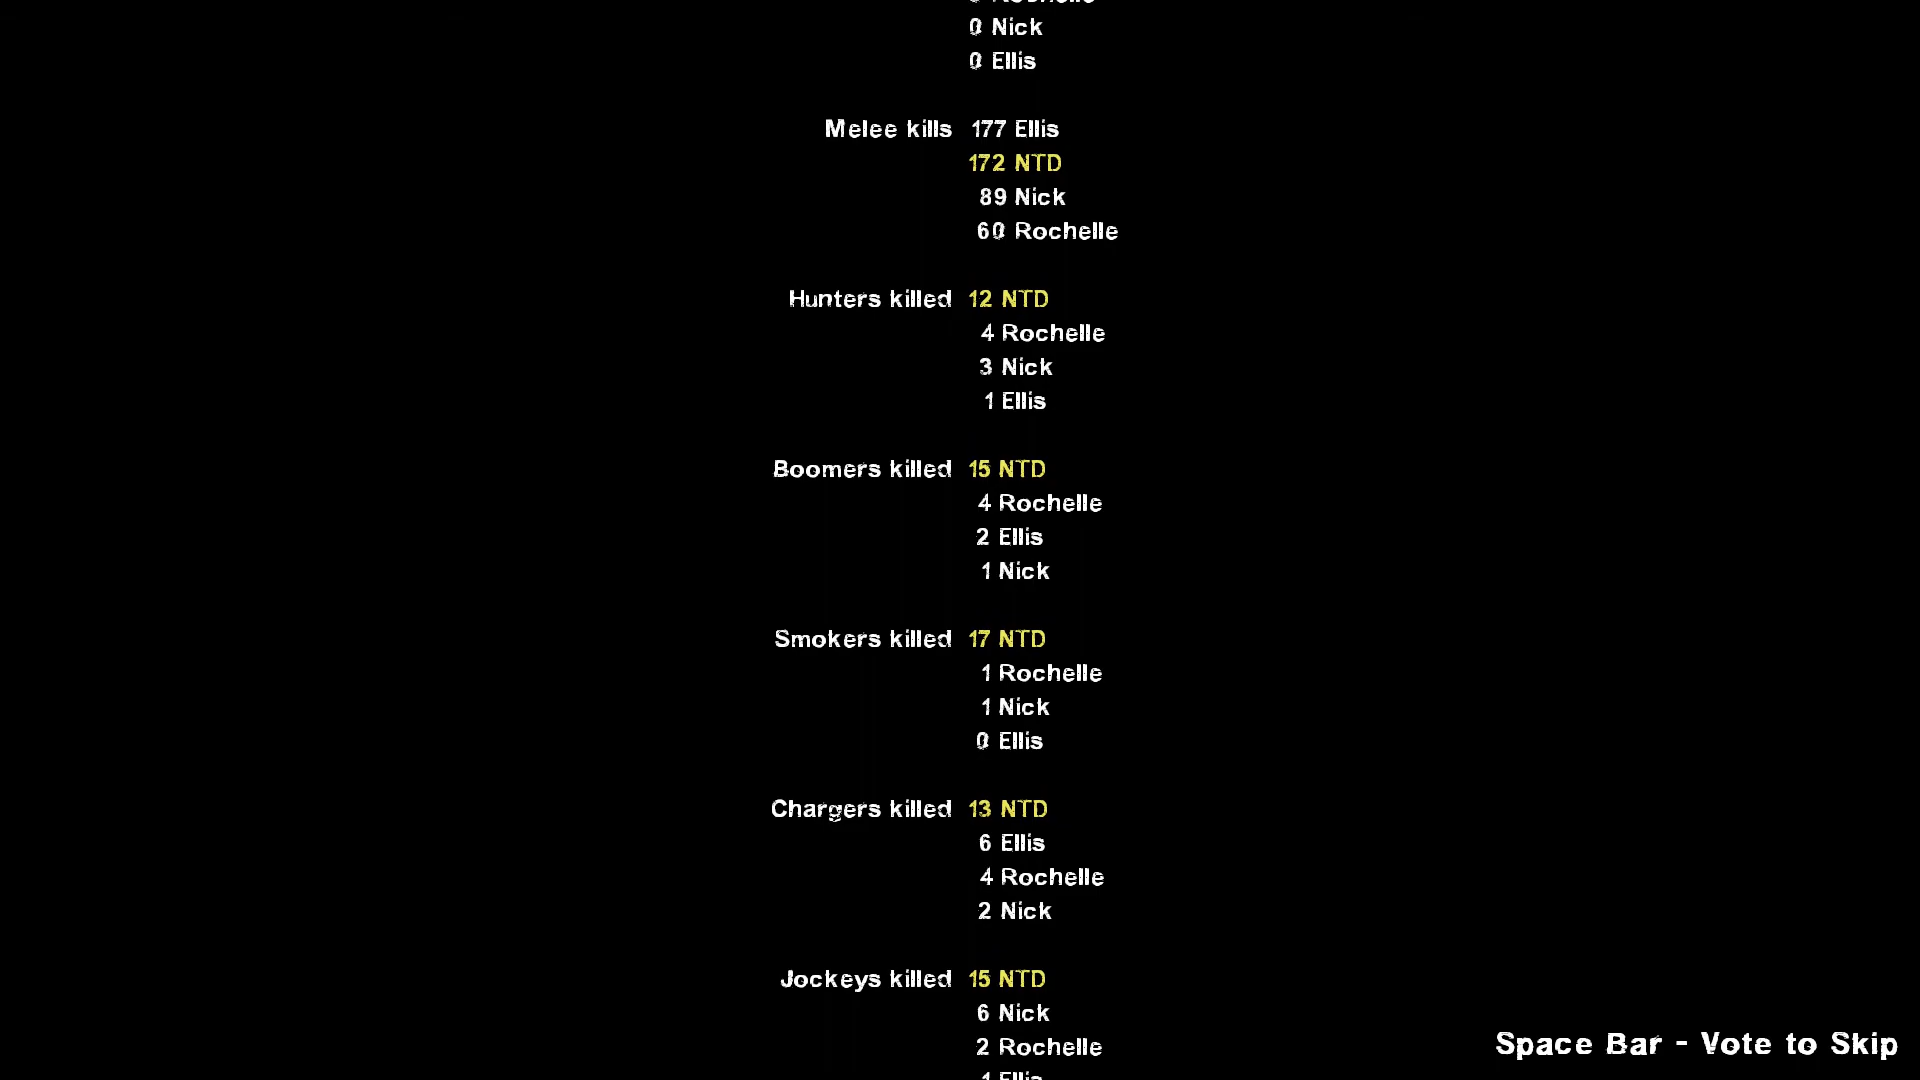 Rochelle
0 Nick
0 Ellis
Melee kills 177 Ellis
172 NTD
89 Nick
60 Rochelle
Hunters killed 12 NTD
4 Rochelle
3 Nick
1 Ellis
Boomers killed 15 NTD
4 Rochelle
2 Ellis
1 Nick
Smokers killed 17 NTD
1 Rochelle
1 Nick
0 Ellis
Chargers killed 13 NTD
6 Ellis
4 Rochelle
2 Nick
Jockeys killed 15 NTD
6 Nick
2 Rochelle
1 Ellis
Space Bar - Vote to Skip